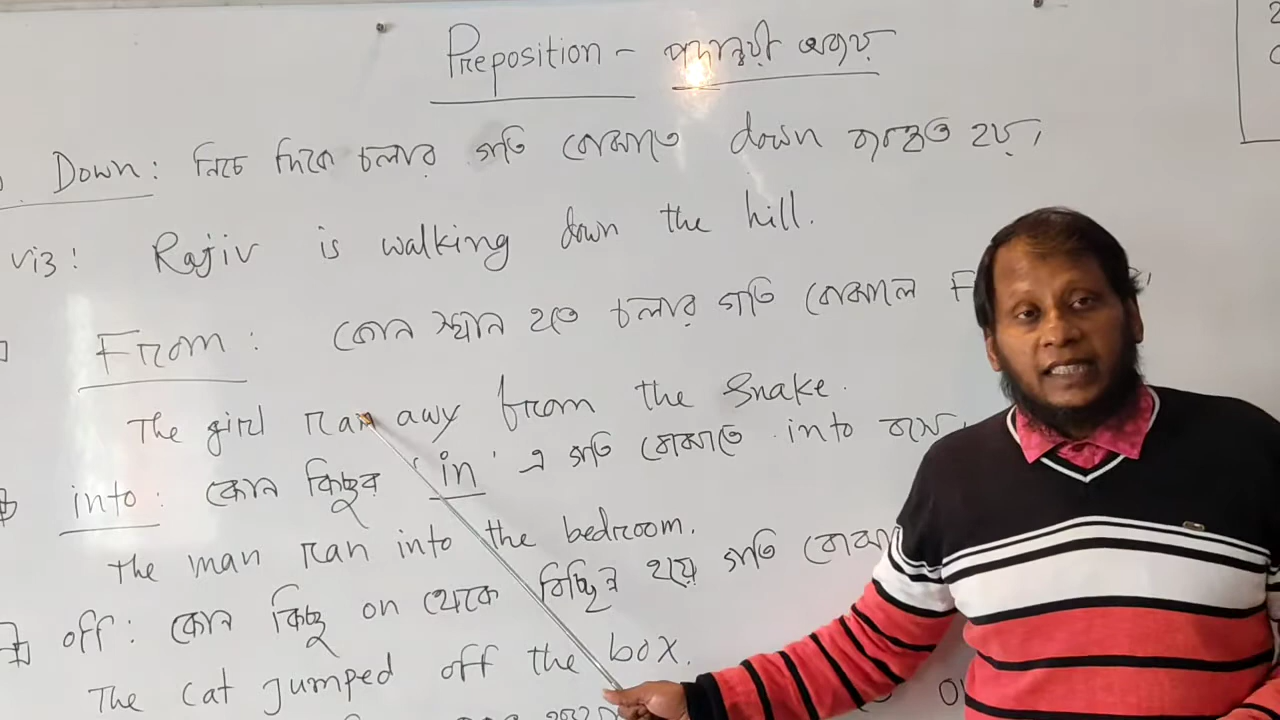 Preposition - পদান্বয়ী অব্যয়
Down: নিচে দিকে চলার গতি বোঝাতে down ব্যবহৃত হয়।
viz: Rajiv is walking down the hill.
From: কোন স্থান হতে চলার গতি বোঝালে F
The girl ran awy from the snake.
into: কোন কিছুর 'in' এ গতি বোঝাতে into বসে
The man ran into the bedroom.
off: কোন কিছু on থেকে বিচ্ছিন্ন হয়ে গতি
The cat jumped off the box.